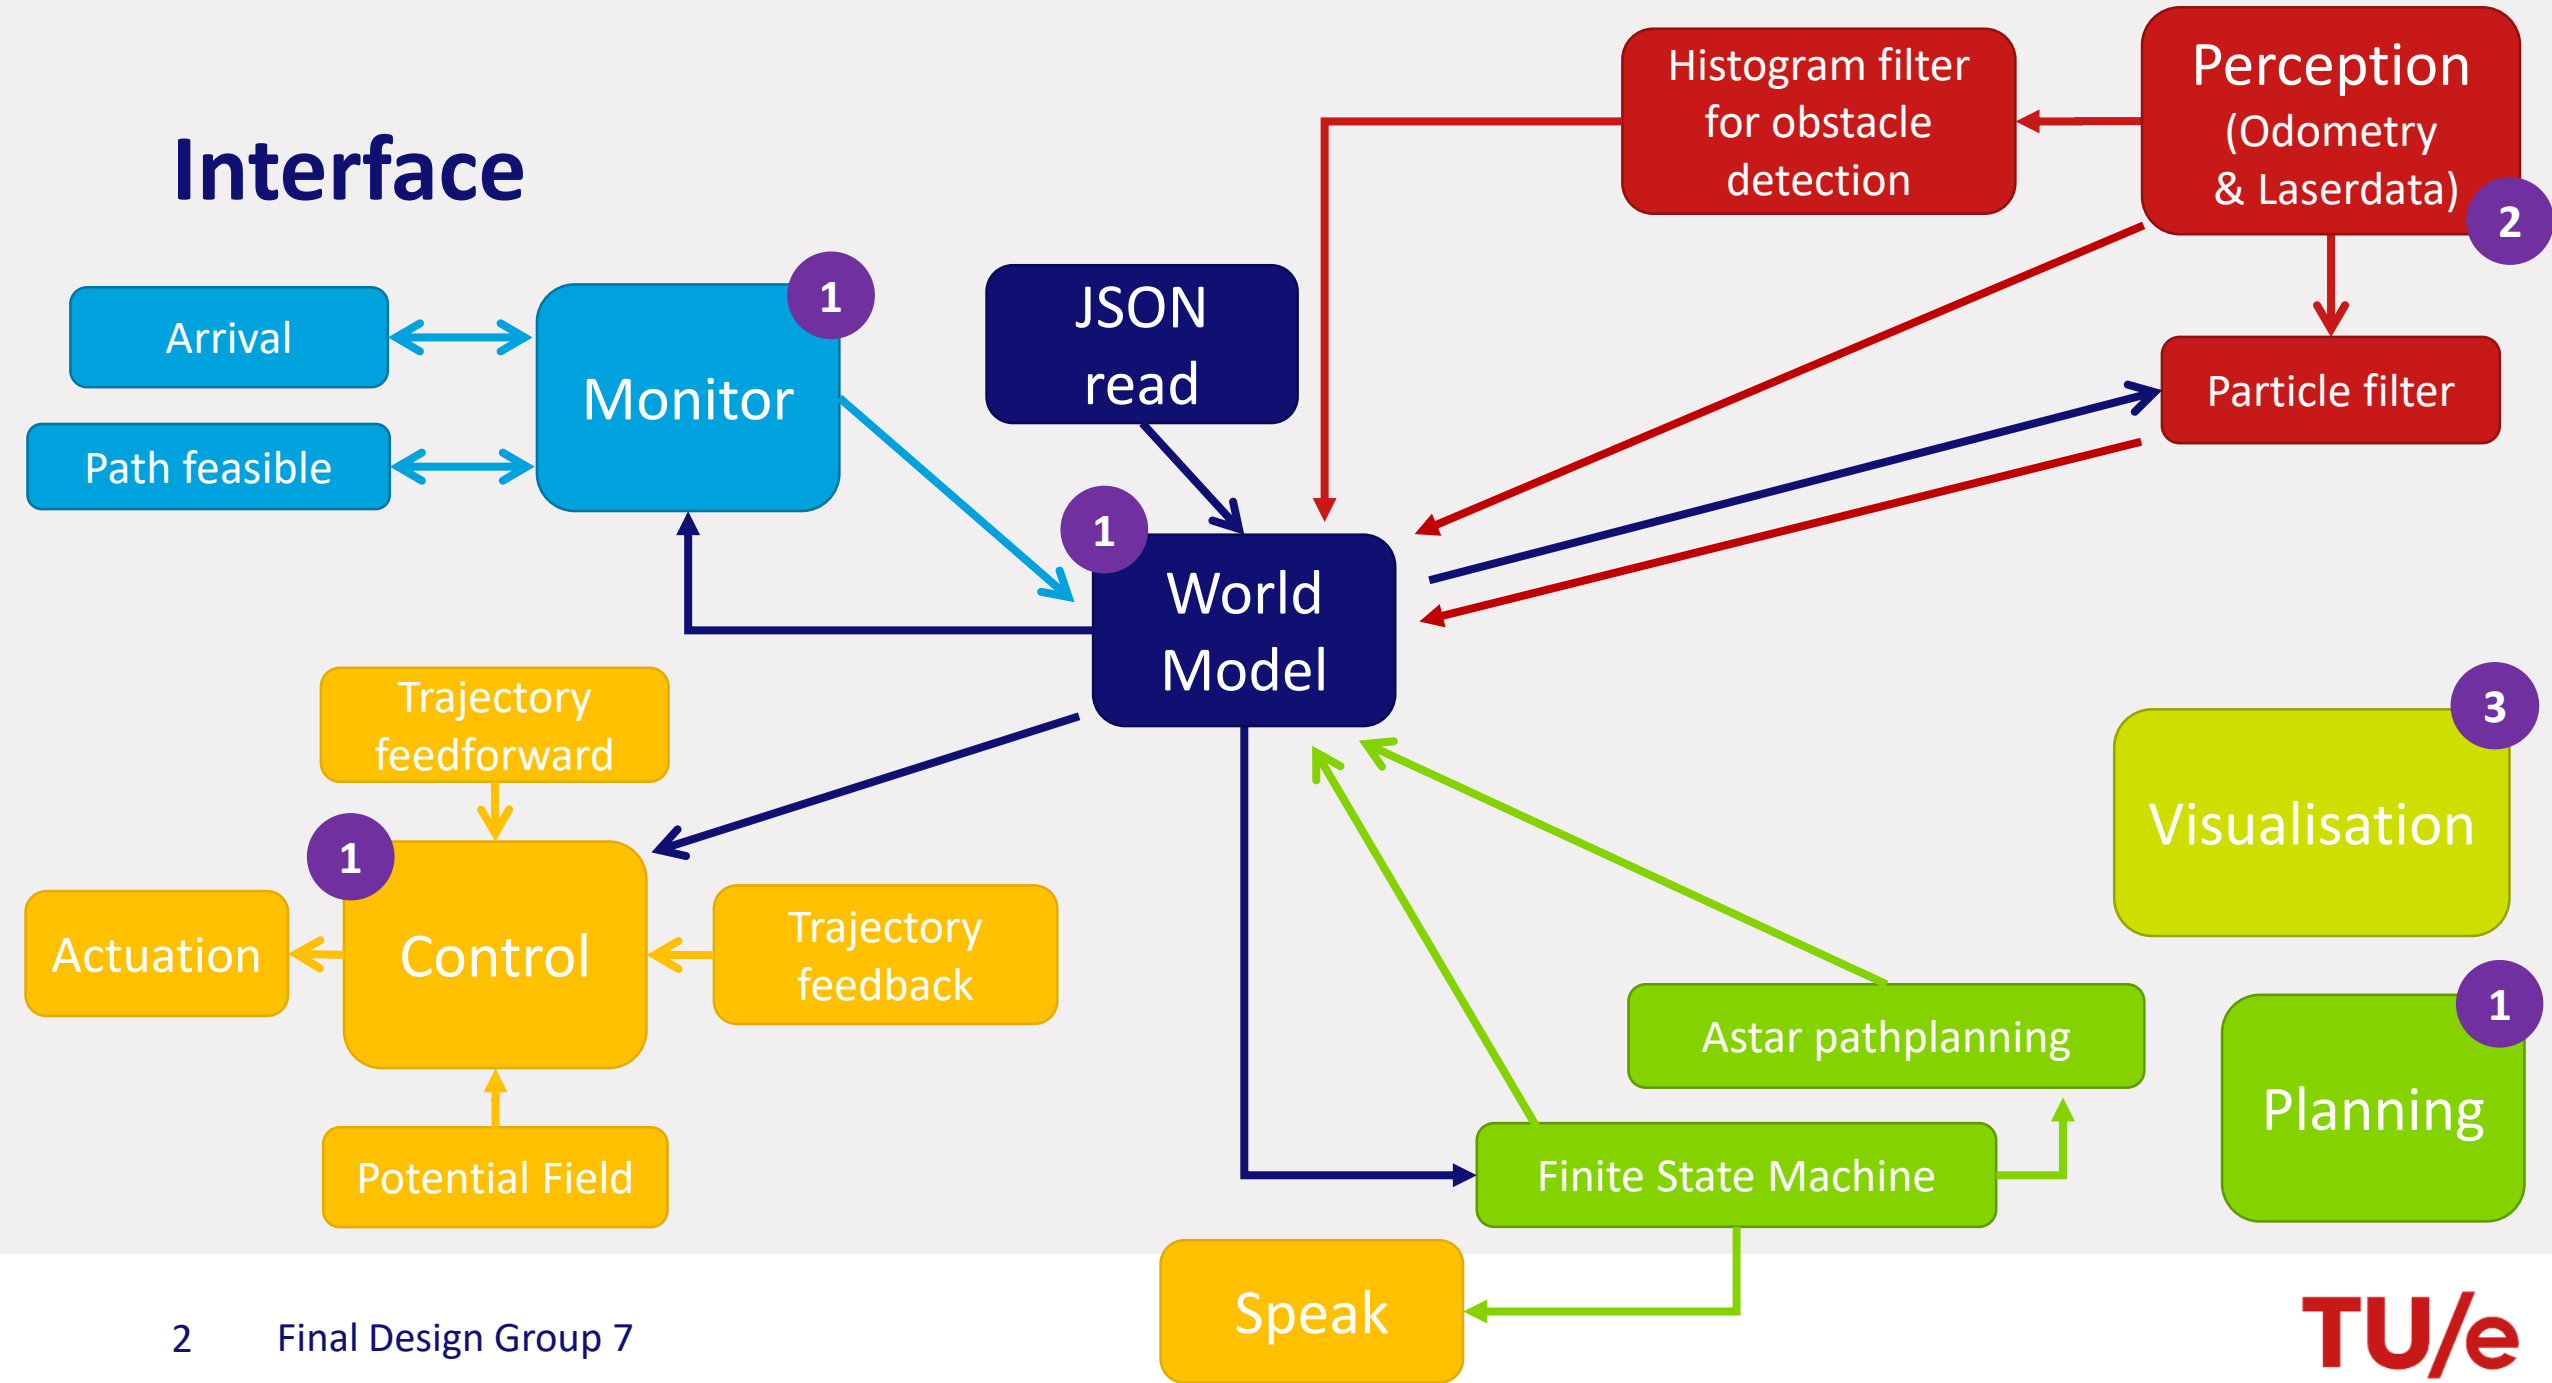 Interface
Histogram filter
for obstacle
detection
Perception
(Odometry
& Laserdata)
2
Arrival
Path feasible
Monitor
1
JSON
read
Particle filter
1
World
Model
Trajectory
feedforward
1
Control
Actuation
Trajectory
feedback
Potential Field
3
Visualisation
Astar pathplanning
1
Planning
Finite State Machine
Speak
2
Final Design Group 7
TU/e